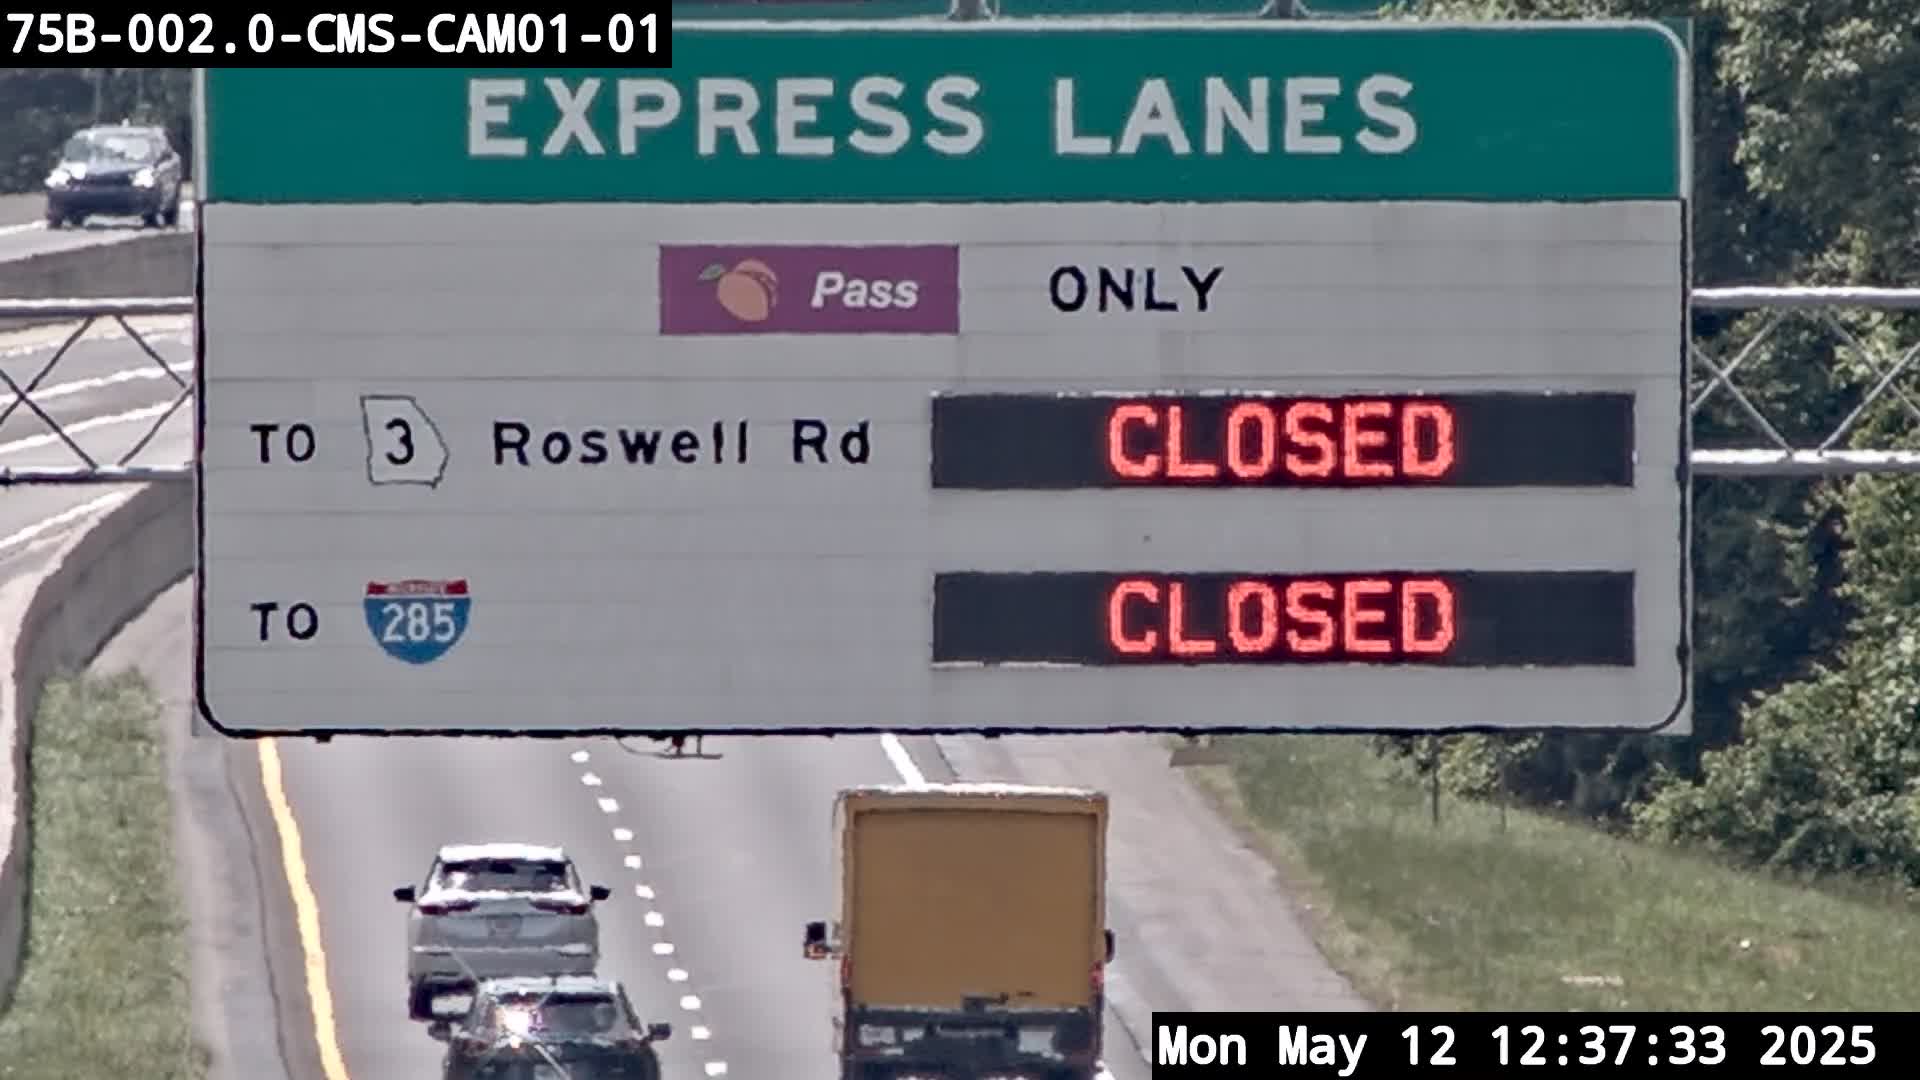 75B-002.0-CMS-CAM01-01
EXPRESS LANES
Pass ONLY
TO 3 Roswell Rd CLOSED
TO 285 CLOSED
Mon May 12 12:37:33 2025